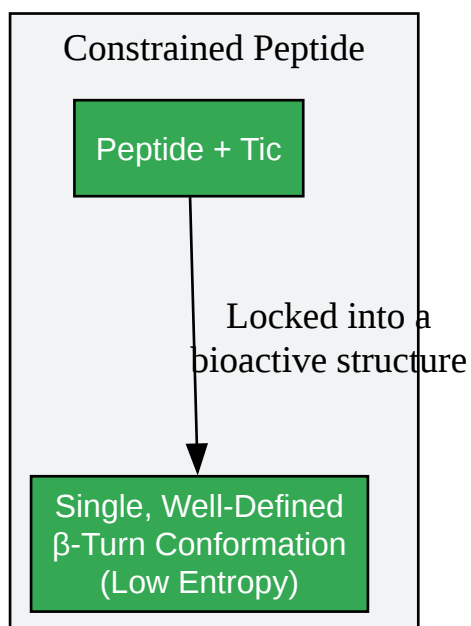 Constrained Peptide
Peptide + Tic
Locked into a
bioactive structure
Single, Well-Defined
β-Turn Conformation
(Low Entropy)